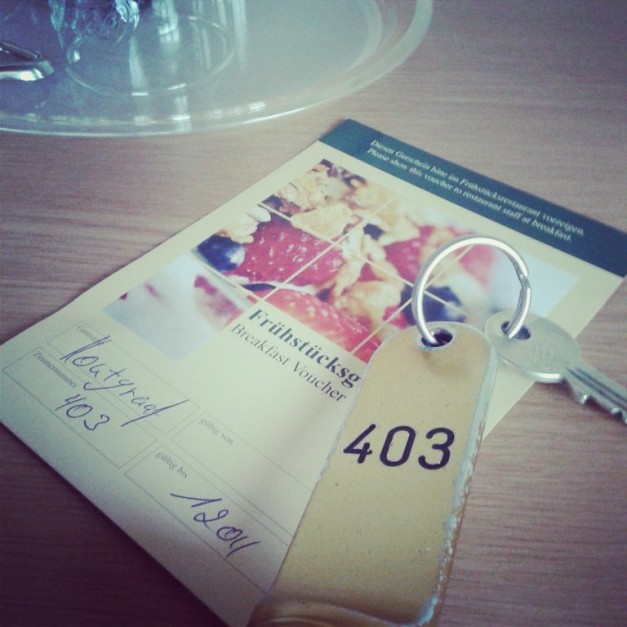 Diesen Gutschein bitte im Frühstücksrestaurant vorzeigen.
Please show this voucher to restaurant staff at breakfast.
Frühstücksg
Breakfast Voucher
Zimmernummer
403
gültig von
gültig bis
1204
403